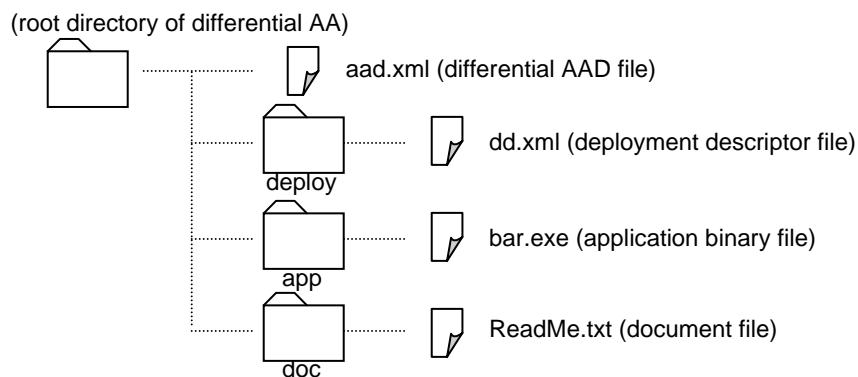 (root directory of differential AA)
aad.xml (differential AAD file)
dd.xml (deployment descriptor file)
deploy
bar.exe (application binary file)
app
ReadMe.txt (document file)
doc